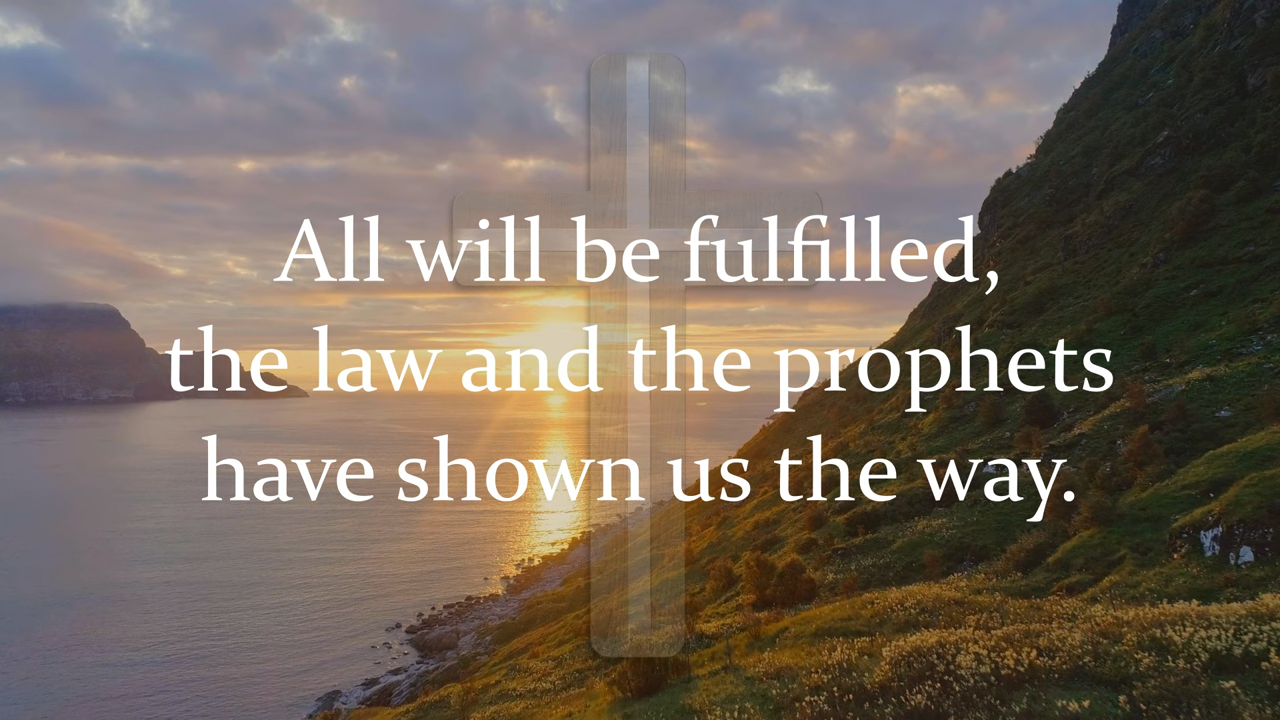 All will be fulfilled,
the law and the prophets
have shown us the way.